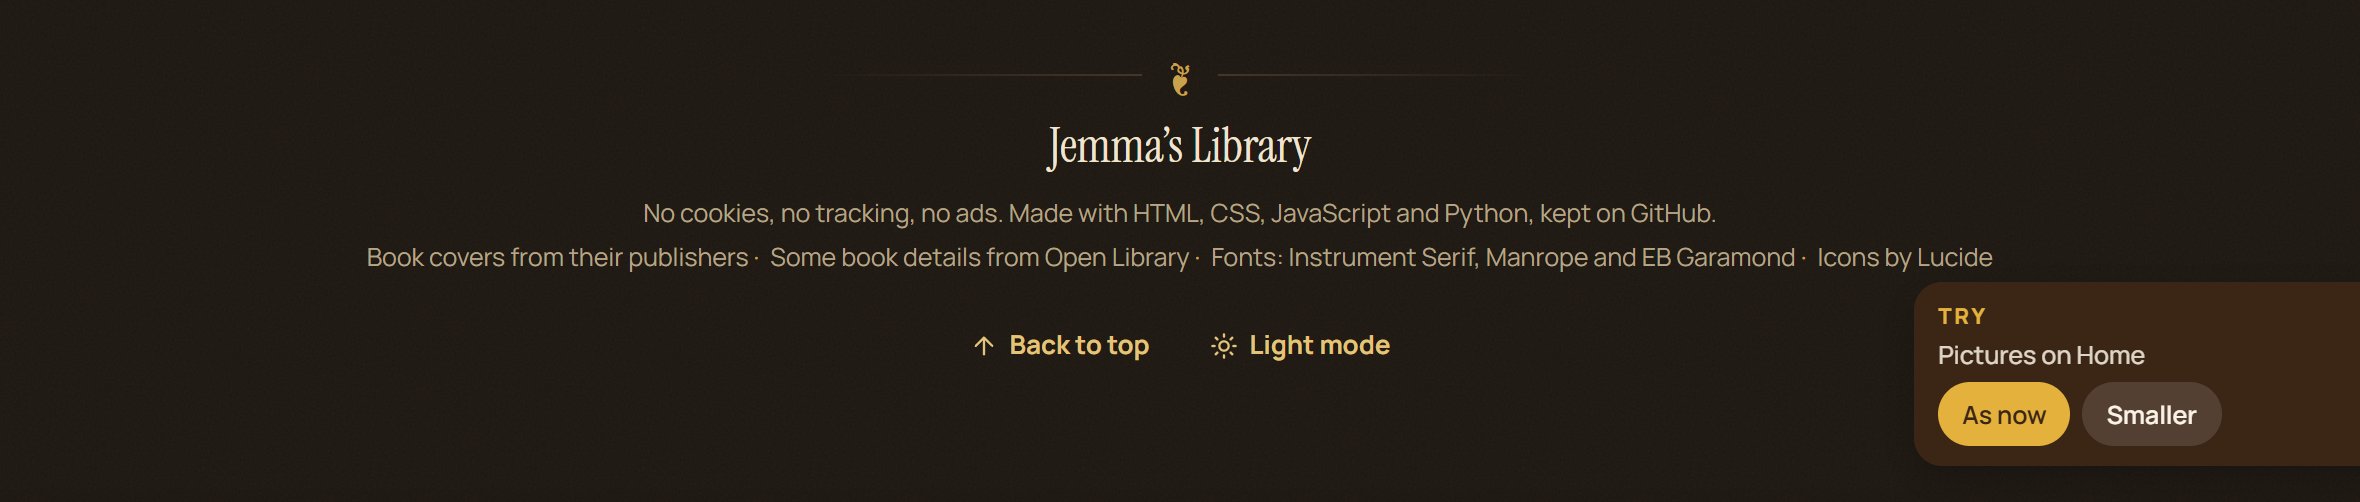 Jemma’s Library
No cookies, no tracking, no ads. Made with HTML, CSS, JavaScript and Python, kept on GitHub.
Book covers from their publishers · Some book details from Open Library · Fonts: Instrument Serif, Manrope and EB Garamond · Icons by Lucide
Back to top Light mode
TRY
Pictures on Home
As now Smaller